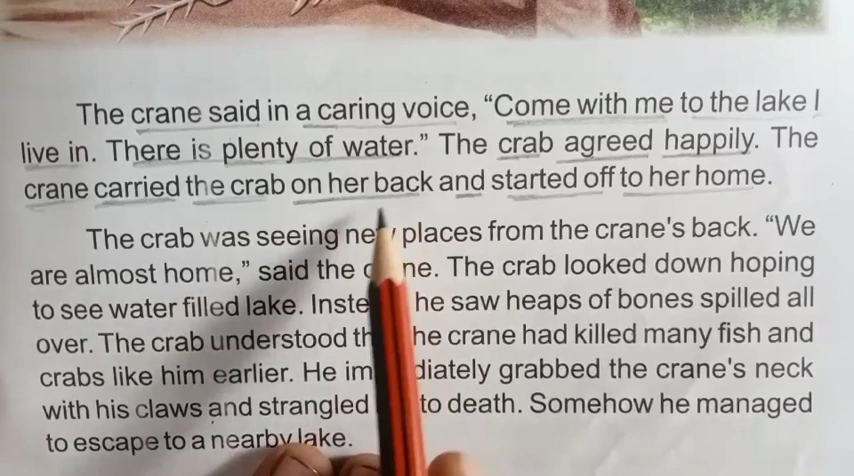 The crane said in a caring voice, “Come with me to the lake I
live in. There is plenty of water.” The crab agreed happily. The
crane carried the crab on her back and started off to her home.
The crab was seeing new places from the crane's back. “We
are almost home,” said the crane. The crab looked down hoping
to see water filled lake. Instead he saw heaps of bones spilled all
over. The crab understood the crane had killed many fish and
crabs like him earlier. He immediately grabbed the crane's neck
with his claws and strangled to death. Somehow he managed
to escape to a nearby lake.